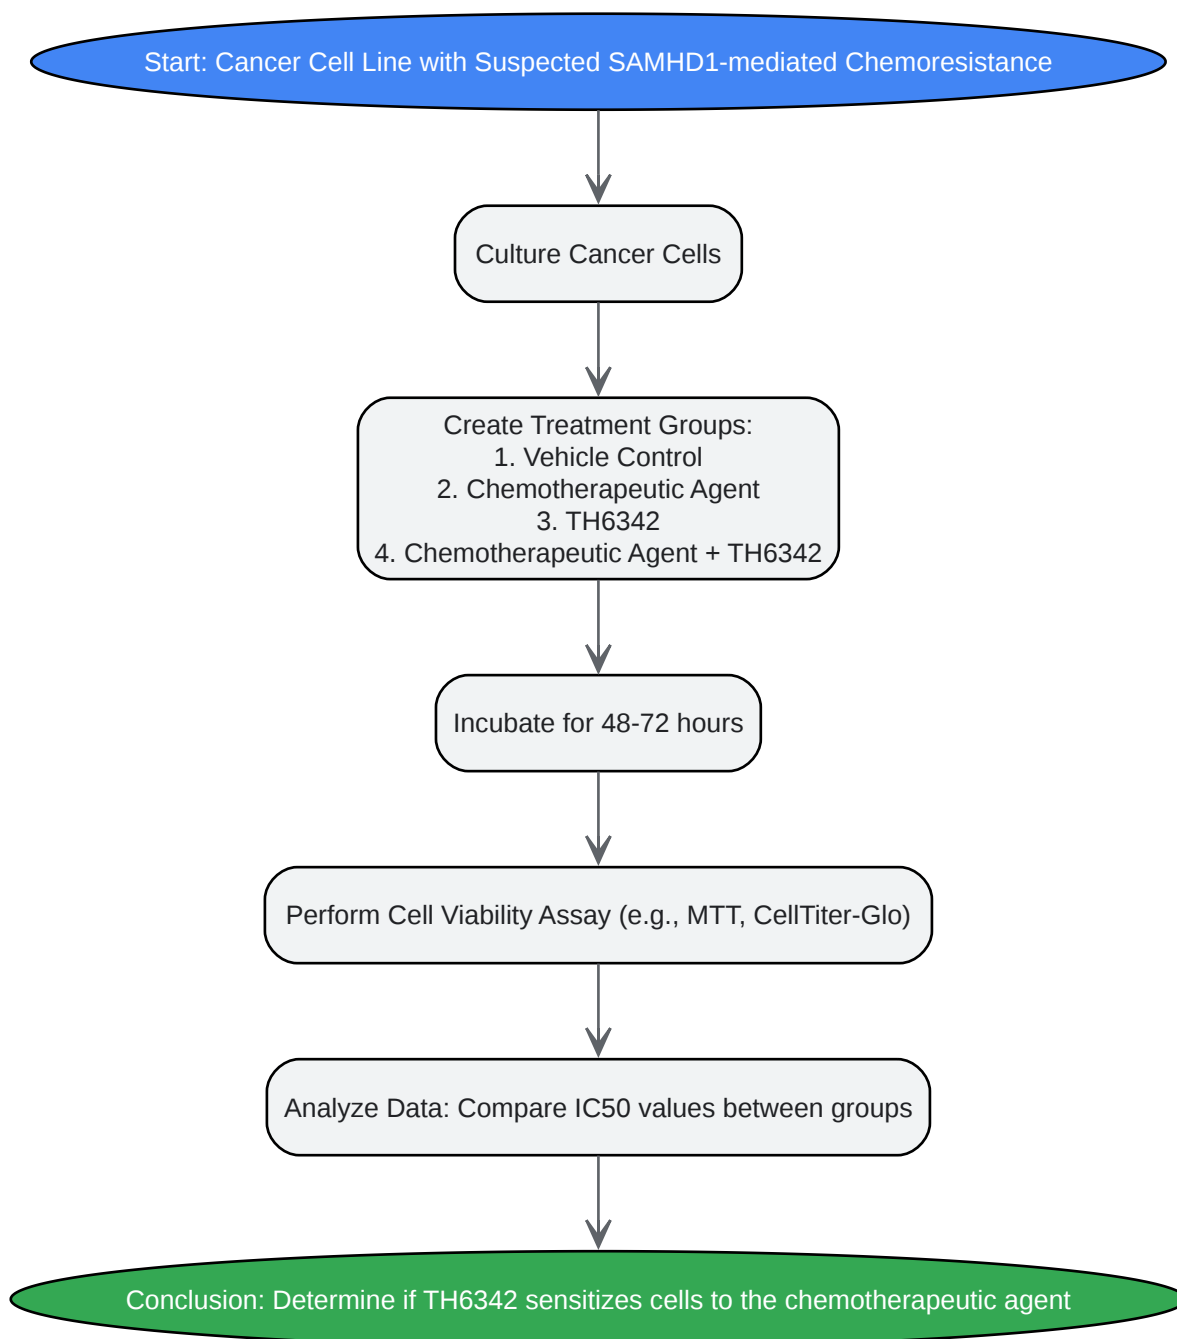 Start: Cancer Cell Line with Suspected SAMHD1-mediated Chemoresistance
Culture Cancer Cells
Create Treatment Groups:
1. Vehicle Control
2. Chemotherapeutic Agent
3. TH6342
4. Chemotherapeutic Agent + TH6342
Incubate for 48-72 hours
Perform Cell Viability Assay (e.g., MTT, CellTiter-Glo)
Analyze Data: Compare IC50 values between groups
Conclusion: Determine if TH6342 sensitizes cells to the chemotherapeutic agent